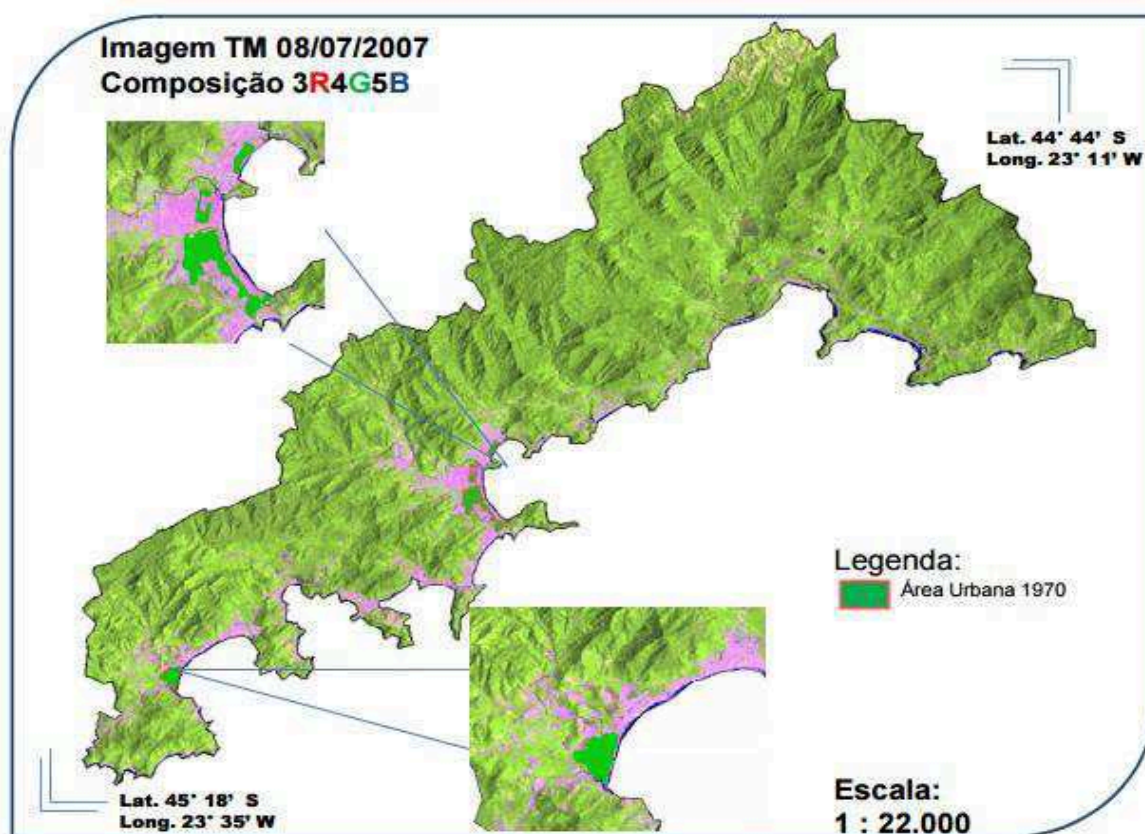 Imagem TM 08/07/2007
Composição 3R4G5B
Lat. 44° 44' S
Long. 23° 11' W
Legenda:
Área Urbana 1970
Lat. 45° 18' S
Long. 23° 35' W
Escala:
1 : 22.000